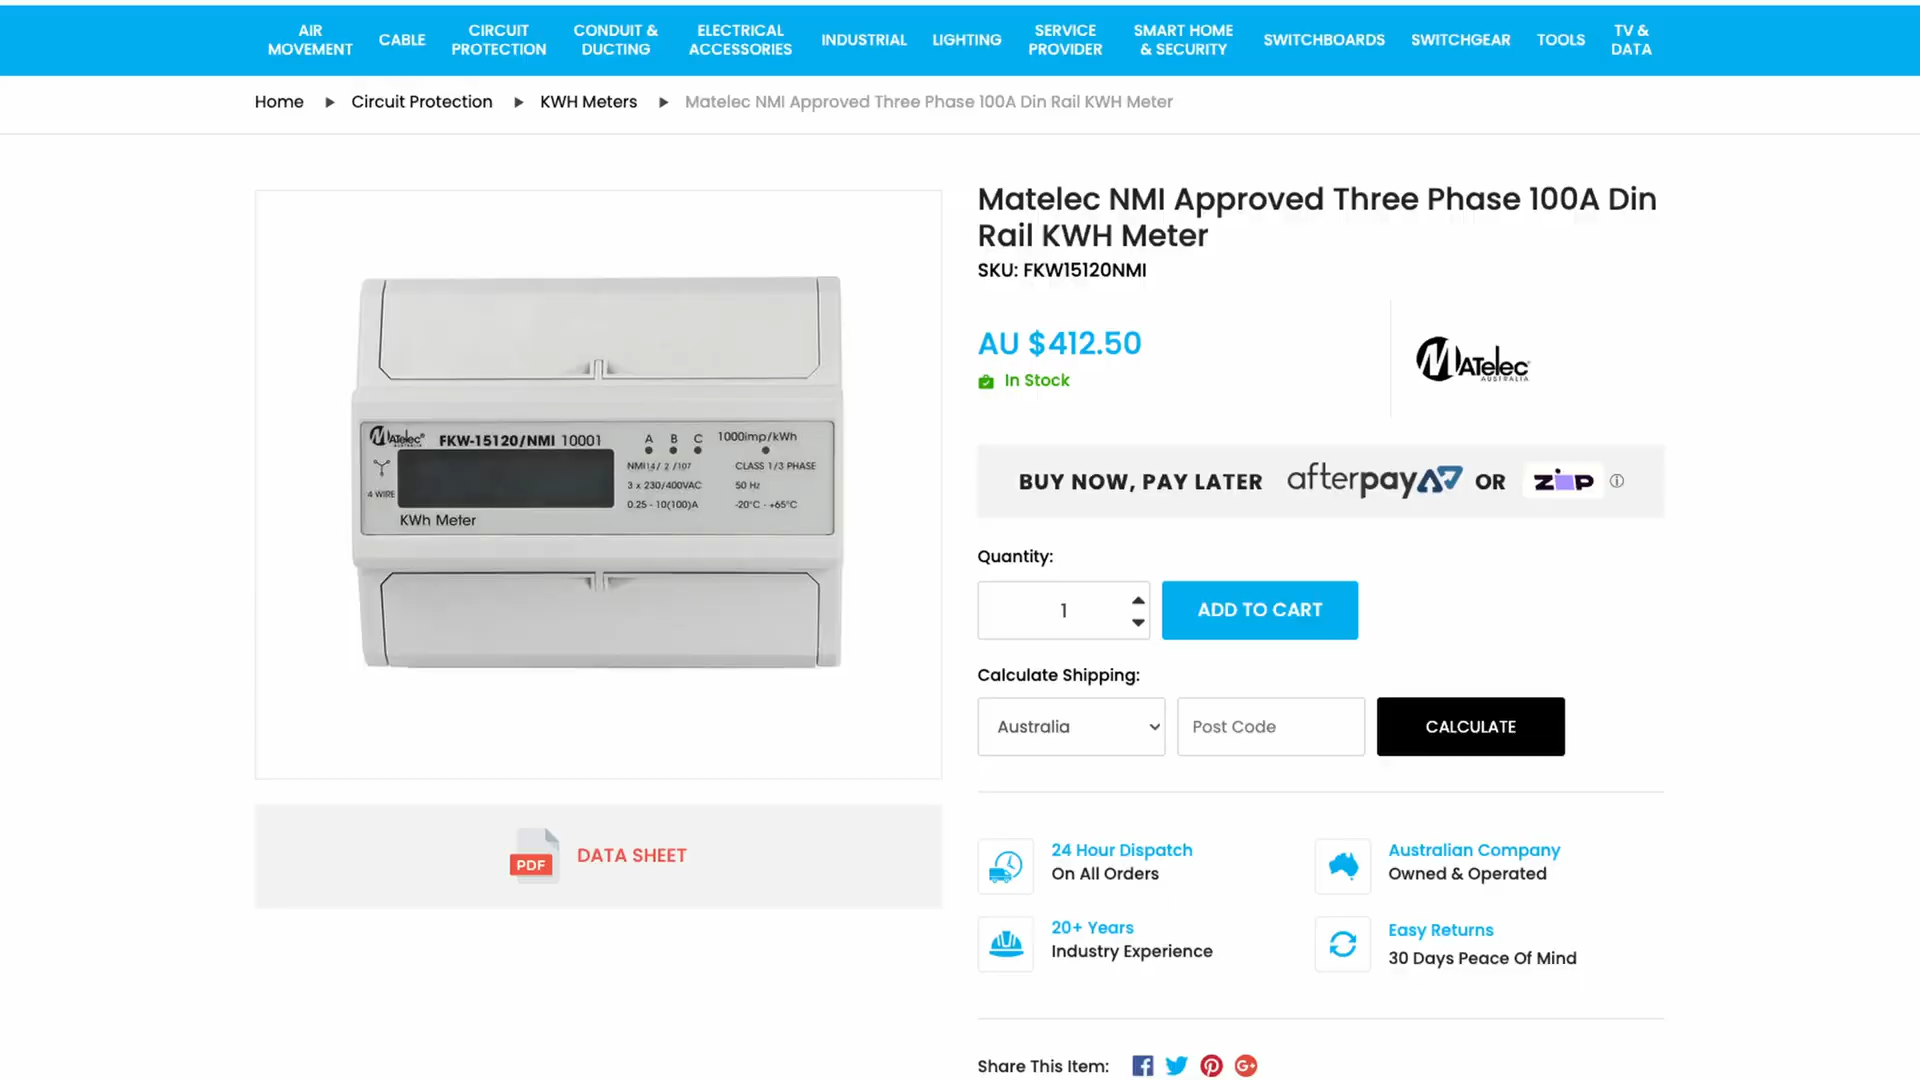 AIR
MOVEMENT
CABLE
CIRCUIT
PROTECTION
CONDUIT &
DUCTING
ELECTRICAL
ACCESSORIES
INDUSTRIAL
LIGHTING
SERVICE
PROVIDER
SMART HOME
& SECURITY
SWITCHBOARDS
SWITCHGEAR
TOOLS
TV &
DATA
Home
Circuit Protection
KWH Meters
Matelec NMI Approved Three Phase 100A Din Rail KWH Meter
MATelec
FKW-15120/NMI 10001
A B C
1000imp/kWh
NMI 14/ 2 /107
CLASS 1/3 PHASE
3 x 230/400VAC
50 Hz
4 WIRE
0.25 - 10(100)A
-20°C - +65°C
KWh Meter
PDF
DATA SHEET
Matelec NMI Approved Three Phase 100A Din
Rail KWH Meter
SKU: FKW15120NMI
AU $412.50
In Stock
MATelec
AUSTRALIA
BUY NOW, PAY LATER afterpay OR zip
Quantity:
1
ADD TO CART
Calculate Shipping:
Australia
Post Code
CALCULATE
24 Hour Dispatch
On All Orders
Australian Company
Owned & Operated
20+ Years
Industry Experience
Easy Returns
30 Days Peace Of Mind
Share This Item: